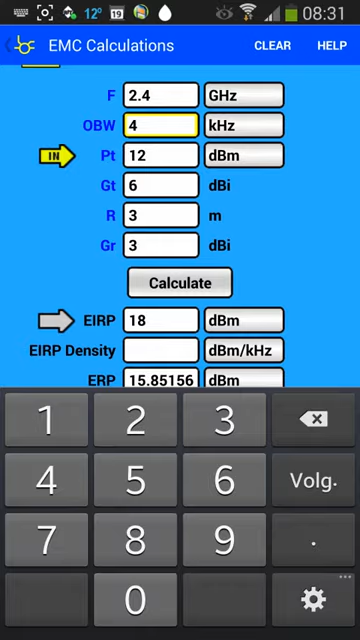 19 12° 08:31
EMC Calculations CLEAR HELP
F 2.4 GHz
OBW 4 kHz
IN Pt 12 dBm
Gt 6 dBi
R 3 m
Gr 3 dBi
Calculate
EIRP 18 dBm
EIRP Density dBm/kHz
ERP 15.85156 dBm
1 2 3
4 5 6 Volg.
7 8 9 .
0